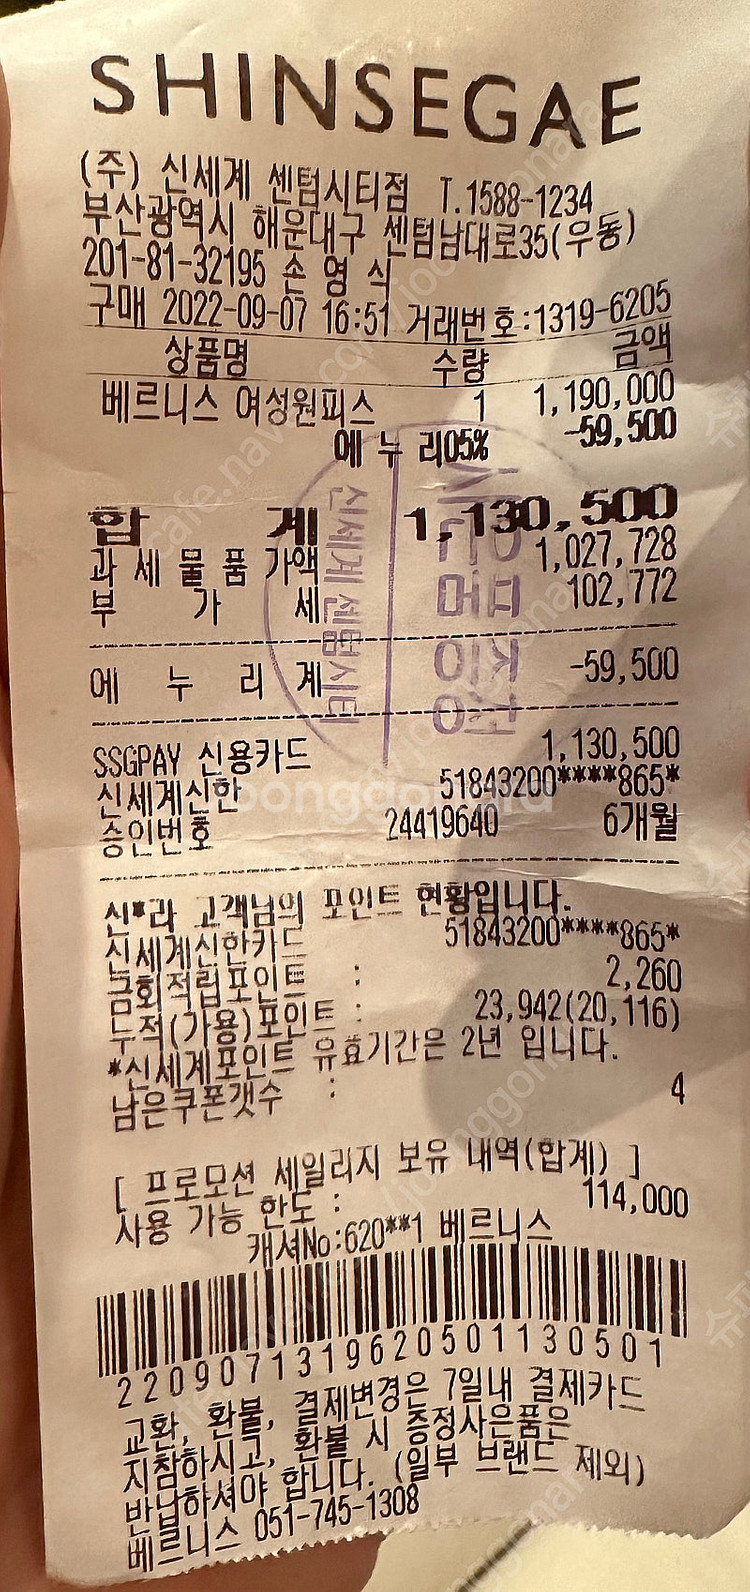 SHINSEGAE
(주) 신세계 센텀시티점 T.1588-1234
부산광역시 해운대구 센텀남대로35(우동)
201-81-32195 손 영 식
구매 2022-09-07 16:51 거래번호:1319-6205
상품명 수량 금액
베르니스 여성원피스 1 1,190,000
에 누 리05% -59,500
합 계 1,130,500
과 세 물 품 가액 1,027,728
부 가 세 102,772
에 누 리 계 -59,500
SSGPAY 신용카드 1,130,500
신세계신한 51843200****865*
승인번호 24419640 6개월
신*라 고객님의 포인트 현황입니다.
신세계신한카드 51843200****865*
금회적립포인트 : 2,260
누적(가용)포인트 : 23,942(20,116)
*신세계포인트 유효기간은 2년 입니다.
남은쿠폰갯수 : 4
[ 프로모션 세일리지 보유 내역(합계) ]
사용 가능 한도 : 114,000
캐셔No:620**1 베르니스
2209071319620501130501
교환, 환불, 결제변경은 7일내 결제카드
지참하시고, 환불 시 증정사은품은
반납하셔야 합니다. (일부 브랜드 제외)
베르니스 051-745-1308
신세계 센텀시티
사은품 증정
joonggonara